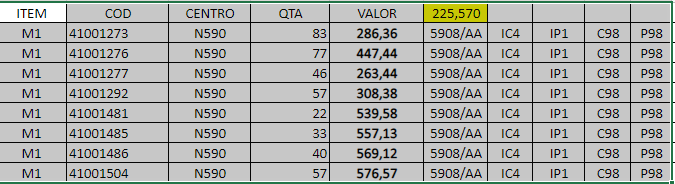 ITEM COD CENTRO QTA VALOR 225,570
M1 41001273 N590 83 286,36 5908/AA IC4 IP1 C98 P98
M1 41001276 N590 77 447,44 5908/AA IC4 IP1 C98 P98
M1 41001277 N590 46 263,44 5908/AA IC4 IP1 C98 P98
M1 41001292 N590 57 308,38 5908/AA IC4 IP1 C98 P98
M1 41001481 N590 22 539,58 5908/AA IC4 IP1 C98 P98
M1 41001485 N590 33 557,13 5908/AA IC4 IP1 C98 P98
M1 41001486 N590 40 569,12 5908/AA IC4 IP1 C98 P98
M1 41001504 N590 57 576,57 5908/AA IC4 IP1 C98 P98